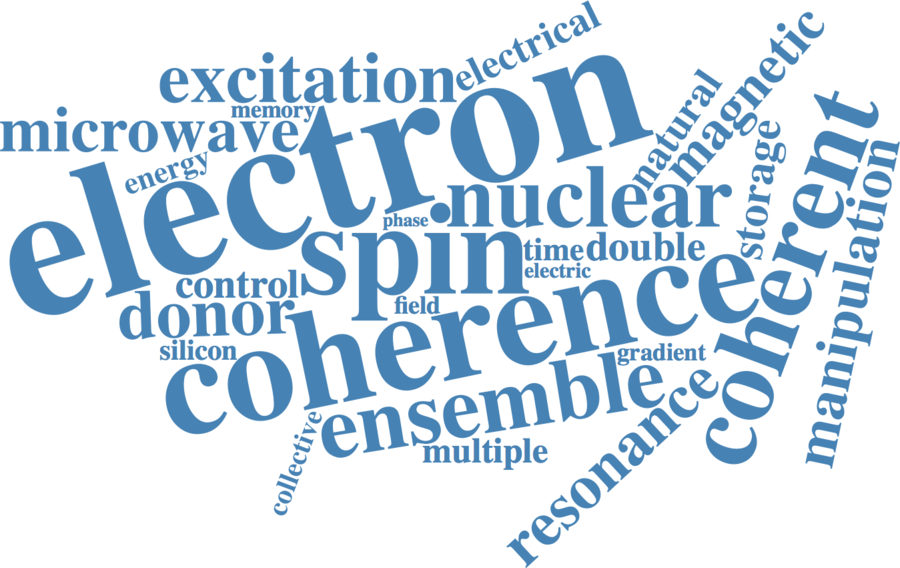 electrical
magnetic
excitation
electron
natural
memory
microwave
energy
storage
coherent
nuclear
manipulation
phase
spin
time
double
electric
control
donor
field
coherence
silicon
gradient
ensemble
resonance
collective
multiple